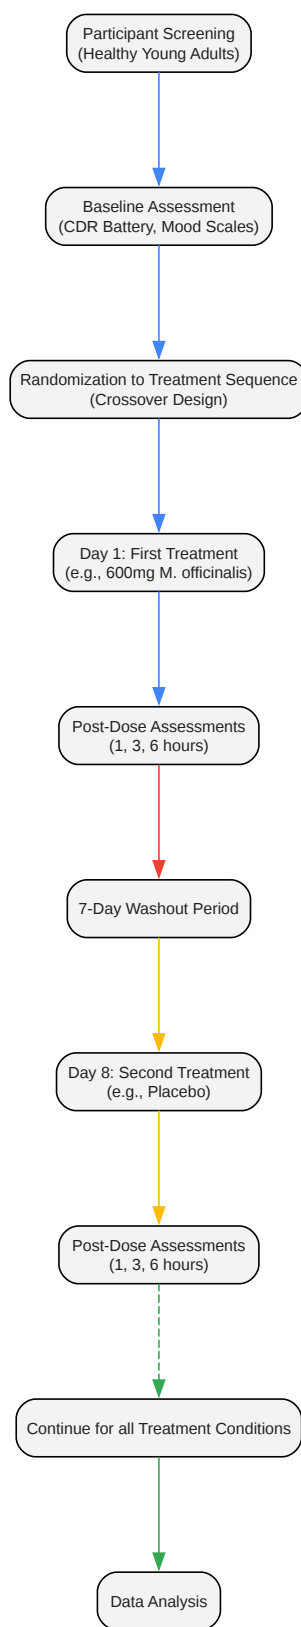 Participant Screening
(Healthy Young Adults)
Baseline Assessment
(CDR Battery, Mood Scales)
Randomization to Treatment Sequence
(Crossover Design)
Day 1: First Treatment
(e.g., 600mg M. officinalis)
Post-Dose Assessments
(1, 3, 6 hours)
7-Day Washout Period
Day 8: Second Treatment
(e.g., Placebo)
Post-Dose Assessments
(1, 3, 6 hours)
Continue for all Treatment Conditions
Data Analysis